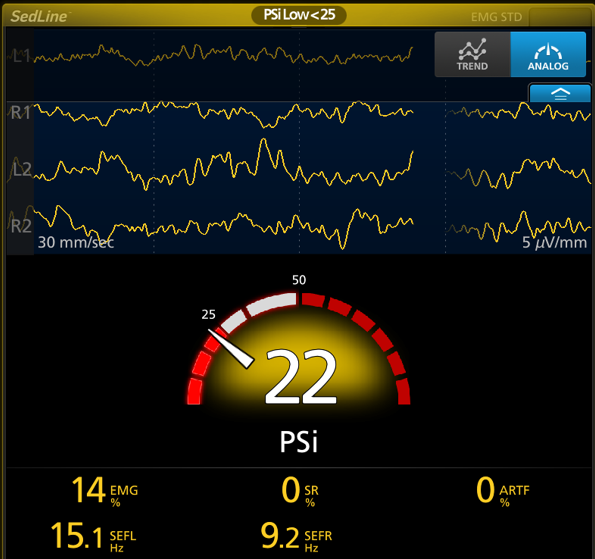 SedLine PSi Low < 25 EMG STD
L1
TREND ANALOG
R1
L2
R2
30 mm/sec 5 µV/mm
50
25
22
PSi
14 EMG % 0 SR % 0 ARTF %
15.1 SEFL Hz 9.2 SEFR Hz